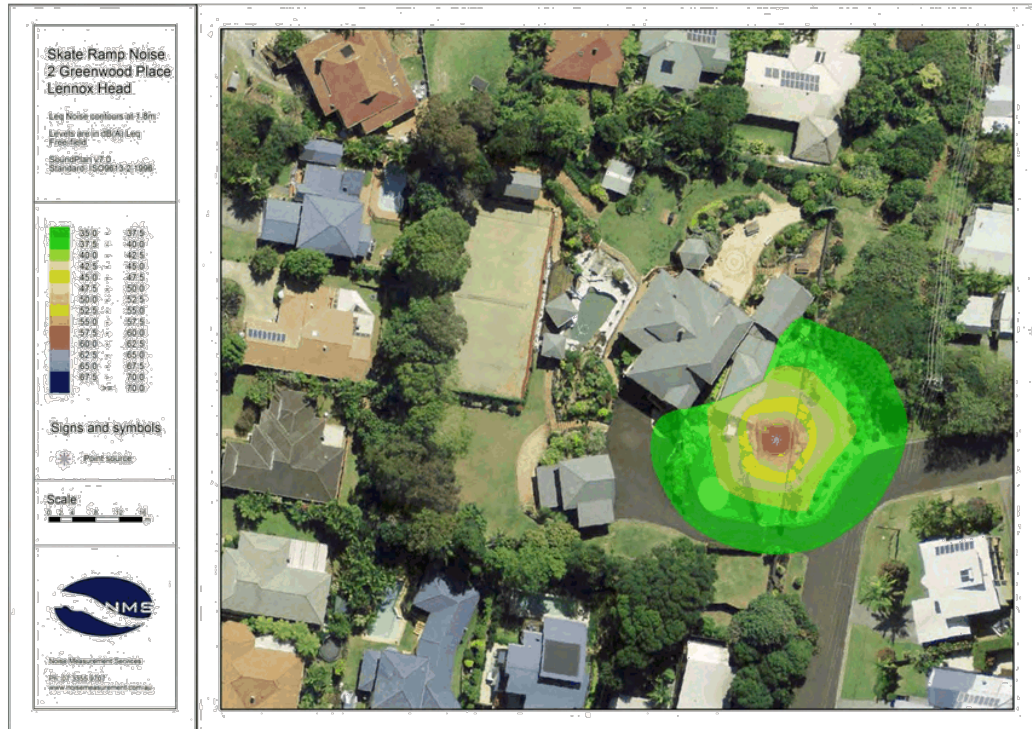 Skate Ramp Noise
2 Greenwood Place
Lennox Head
Leq Noise contours at 1.8m
Levels are in dB(A) Leq
Free-field
SoundPlan v7.0
Standard: ISO9613-2:1996
35.0 37.5
37.5 40.0
40.0 42.5
42.5 45.0
45.0 47.5
47.5 50.0
50.0 52.5
52.5 55.0
55.0 57.5
57.5 60.0
60.0 62.5
62.5 65.0
65.0 67.5
67.5 70.0
70.0
Signs and symbols
Point source
Scale
NMS
Noise Measurement Services
www.noisemeasurement.com.au